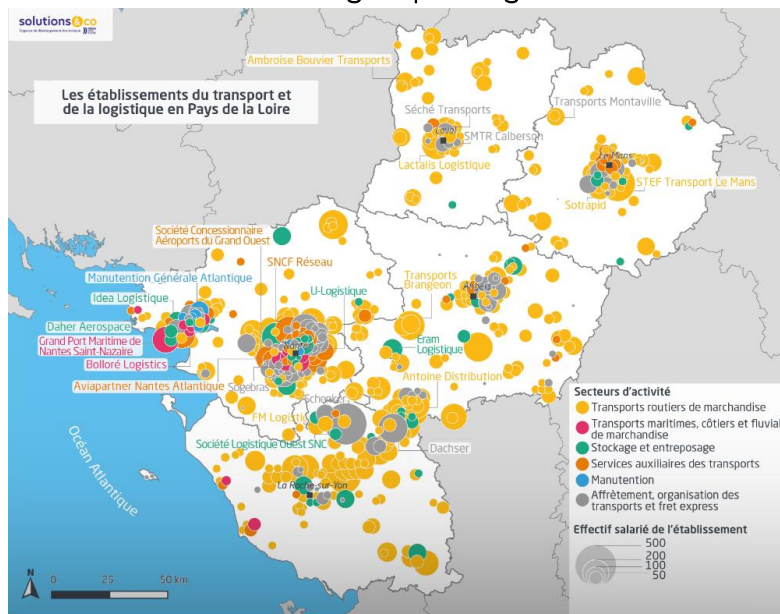 solutions&co
Les établissements du transport et
de la logistique en Pays de la Loire
Ambroise Bouvier Transports
Séché Transports
Laval
SMTR Calberson
Lactalis Logistique
Transports Montaville
Le Mans
STEF Transport Le Mans
Sotrapid
Société Concessionnaire
Aéroports du Grand Ouest
SNCF Réseau
Manutention Générale Atlantique
Idea Logistique
U-Logistique
Transports
Brangeon
Angers
Daher Aerospace
Grand Port Maritime de
Nantes Saint-Nazaire
Bolloré Logistics
Nantes
Eram
Logistique
Aviapartner Nantes Atlantique
Sogebras
Antoine Distribution
Schenker
FM Logistic
Société Logistique Ouest SNC
Dachser
La Roche-sur-Yon
Océan Atlantique
Secteurs d'activité
Transports routiers de marchandise
Transports maritimes, côtiers et fluvial
de marchandise
Stockage et entreposage
Services auxiliaires des transports
Manutention
Affrètement, organisation des
transports et fret express
Effectif salarié de l'établissement
500
200
100
50
N
0 25 50 km